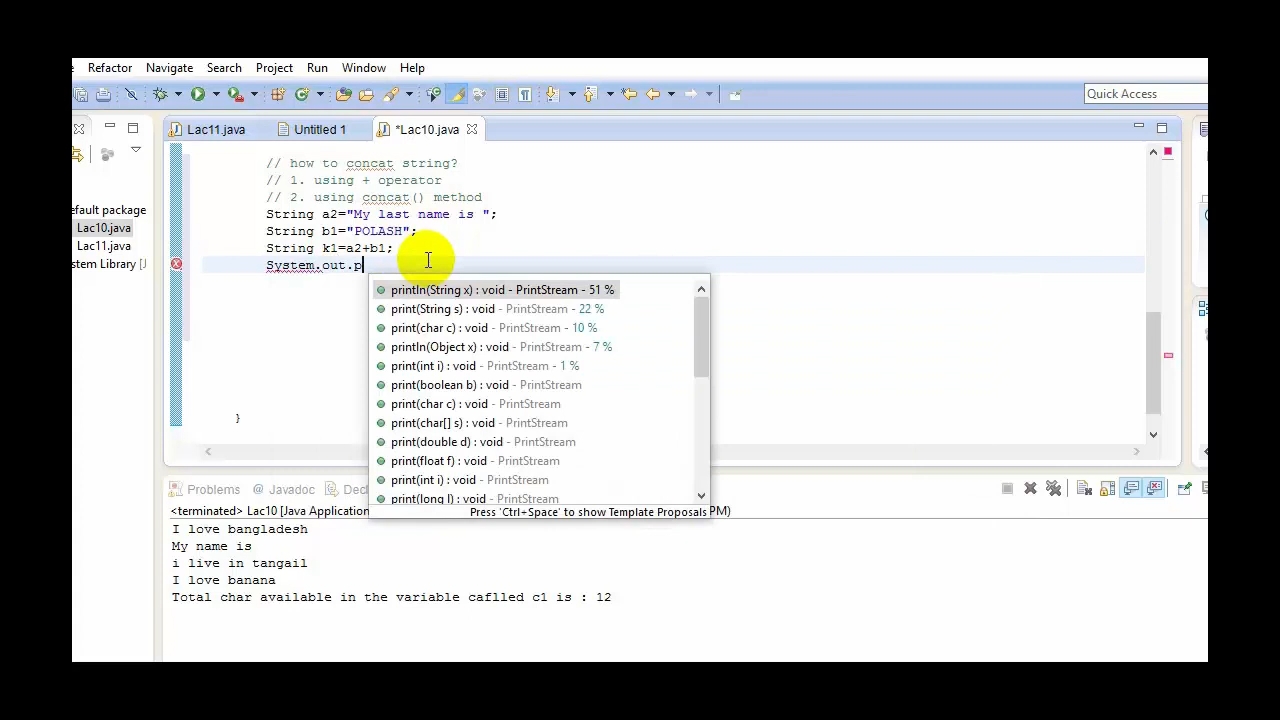 Refactor Navigate Search Project Run Window Help
Quick Access
Lac11.java Untitled 1 *Lac10.java
// how to concat string?
// 1. using + operator
// 2. using concat() method
String a2="My last name is ";
String b1="POLASH";
String k1=a2+b1;
System.out.p
efault package
Lac10.java
Lac11.java
stem Library [J
println(String x) : void - PrintStream - 51 %
print(String s) : void - PrintStream - 22 %
print(char c) : void - PrintStream - 10 %
println(Object x) : void - PrintStream - 7 %
print(int i) : void - PrintStream - 1 %
print(boolean b) : void - PrintStream
print(char c) : void - PrintStream
print(char[] s) : void - PrintStream
print(double d) : void - PrintStream
print(float f) : void - PrintStream
print(int i) : void - PrintStream
print(long l) : void - PrintStream
Press 'Ctrl+Space' to show Template Proposals
}
Problems @ Javadoc Decl
<terminated> Lac10 [Java Application PM)
I love bangladesh
My name is
i live in tangail
I love banana
Total char available in the variable caflled c1 is : 12